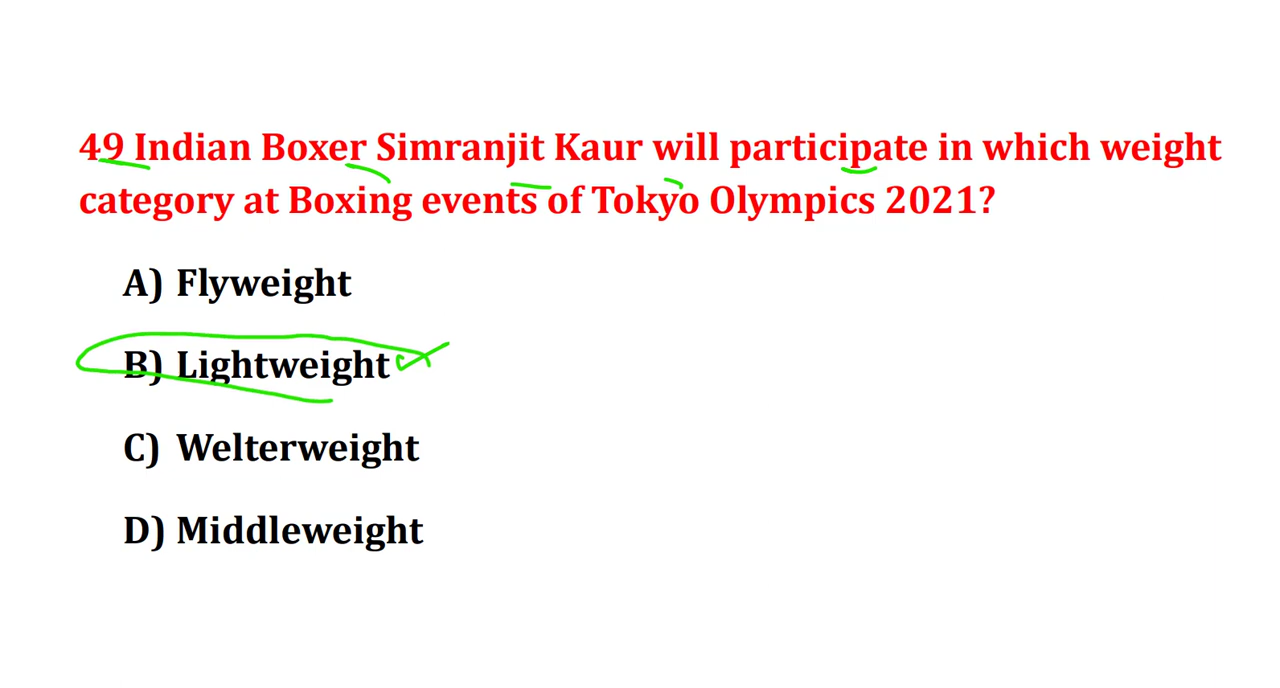 49 Indian Boxer Simranjit Kaur will participate in which weight
category at Boxing events of Tokyo Olympics 2021?
A) Flyweight
B) Lightweight
C) Welterweight
D) Middleweight